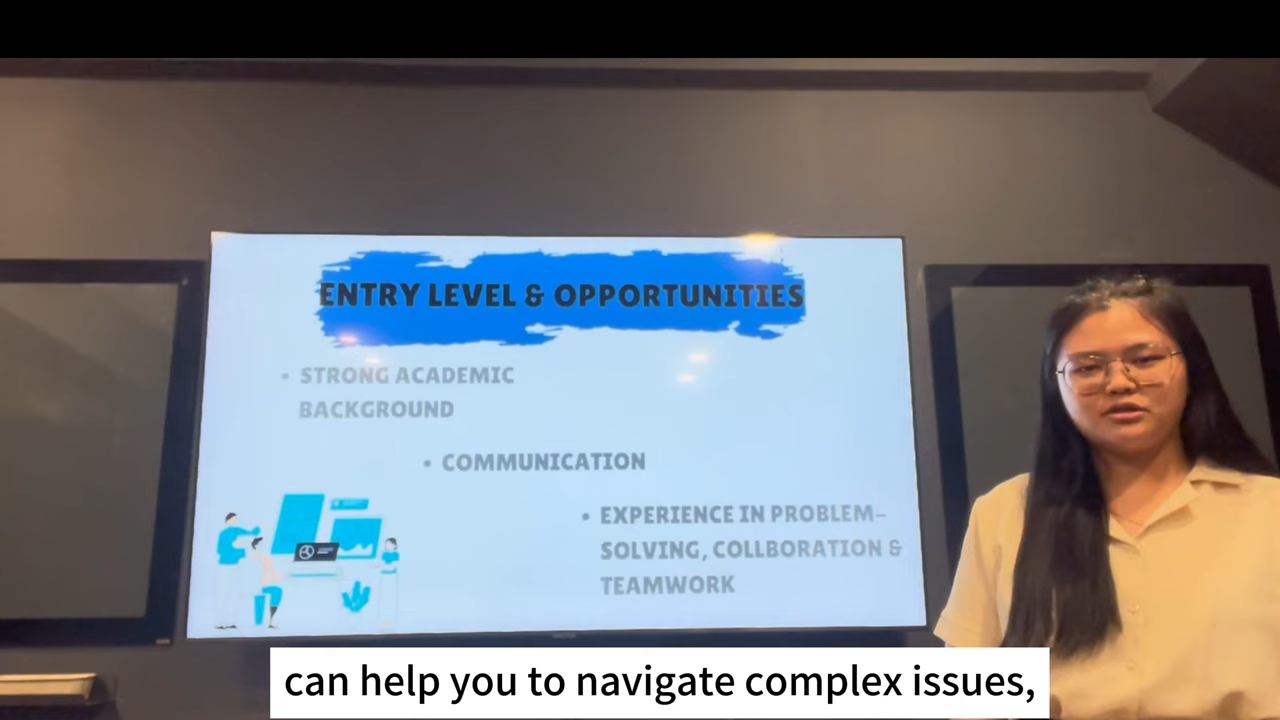 ENTRY LEVEL & OPPORTUNITIES
• STRONG ACADEMIC
BACKGROUND
• COMMUNICATION
• EXPERIENCE IN PROBLEM-
SOLVING, COLLBORATION &
TEAMWORK
can help you to navigate complex issues,